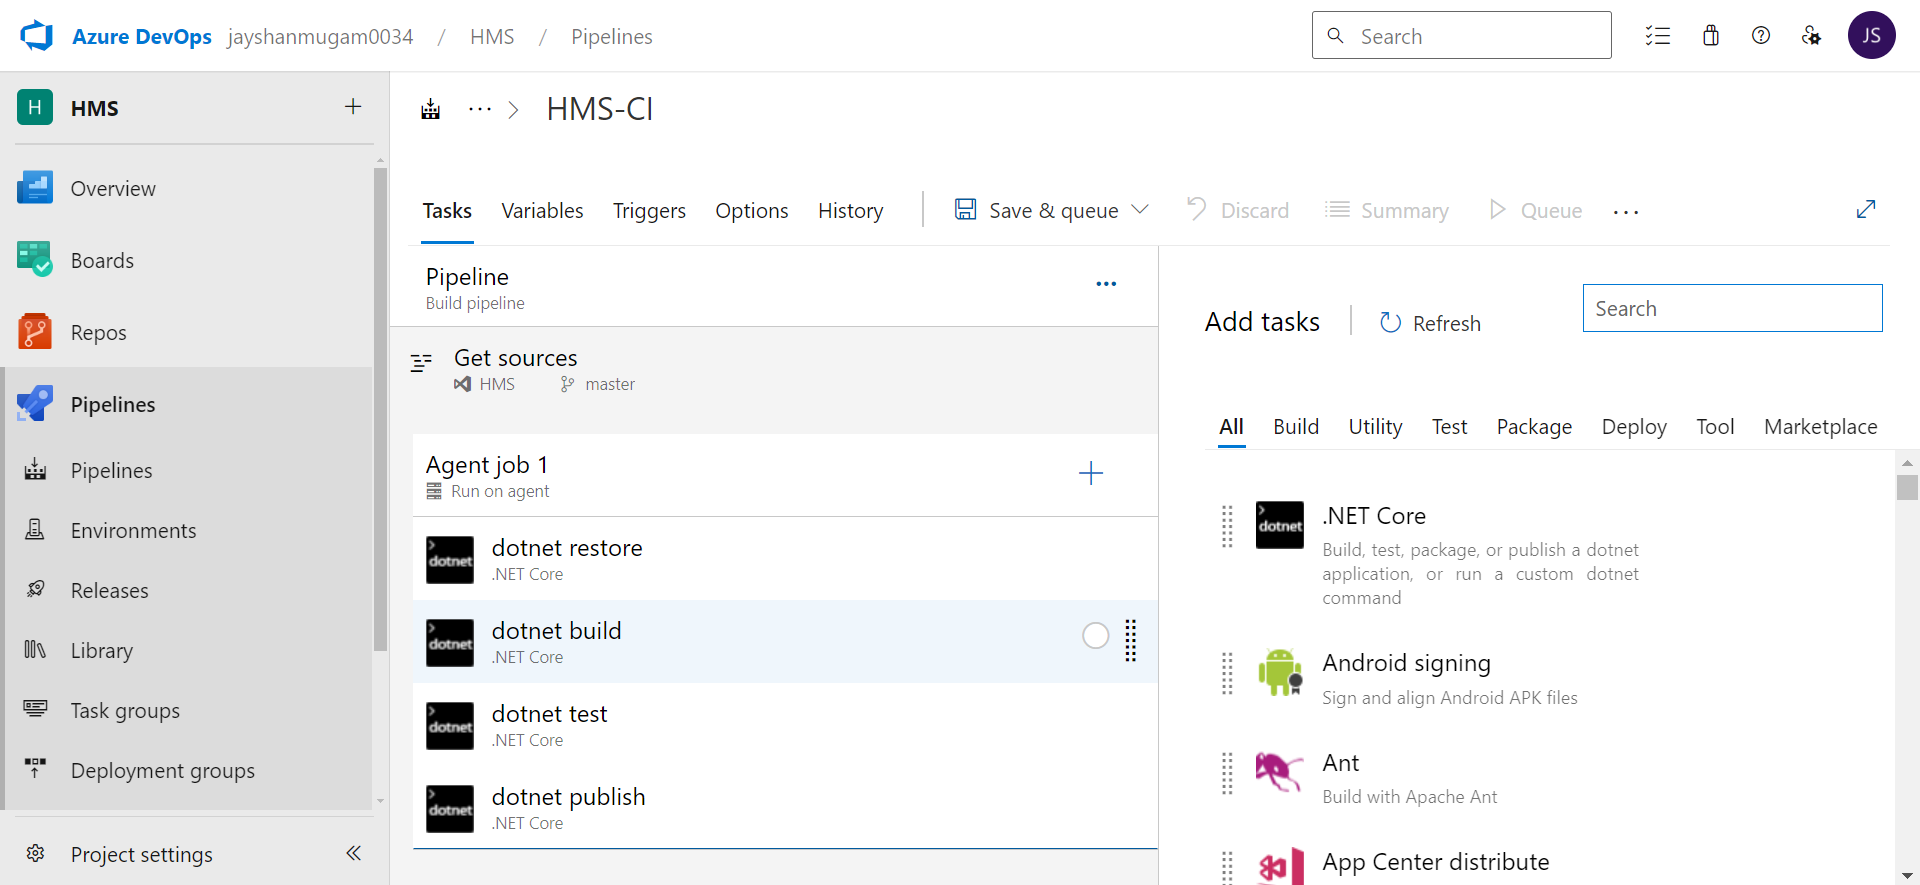 Azure DevOps jayshanmugam0034 / HMS / Pipelines
Search
JS
H HMS
Overview
Boards
Repos
Pipelines
Pipelines
Environments
Releases
Library
Task groups
Deployment groups
Project settings
HMS-CI
Tasks Variables Triggers Options History Save & queue Discard Summary Queue
Pipeline
Build pipeline
Get sources
HMS master
Agent job 1
Run on agent
dotnet
dotnet restore
.NET Core
dotnet
dotnet build
.NET Core
dotnet
dotnet test
.NET Core
dotnet
dotnet publish
.NET Core
Add tasks Refresh
Search
All Build Utility Test Package Deploy Tool Marketplace
dotnet
.NET Core
Build, test, package, or publish a dotnet
application, or run a custom dotnet
command
Android signing
Sign and align Android APK files
Ant
Build with Apache Ant
App Center distribute